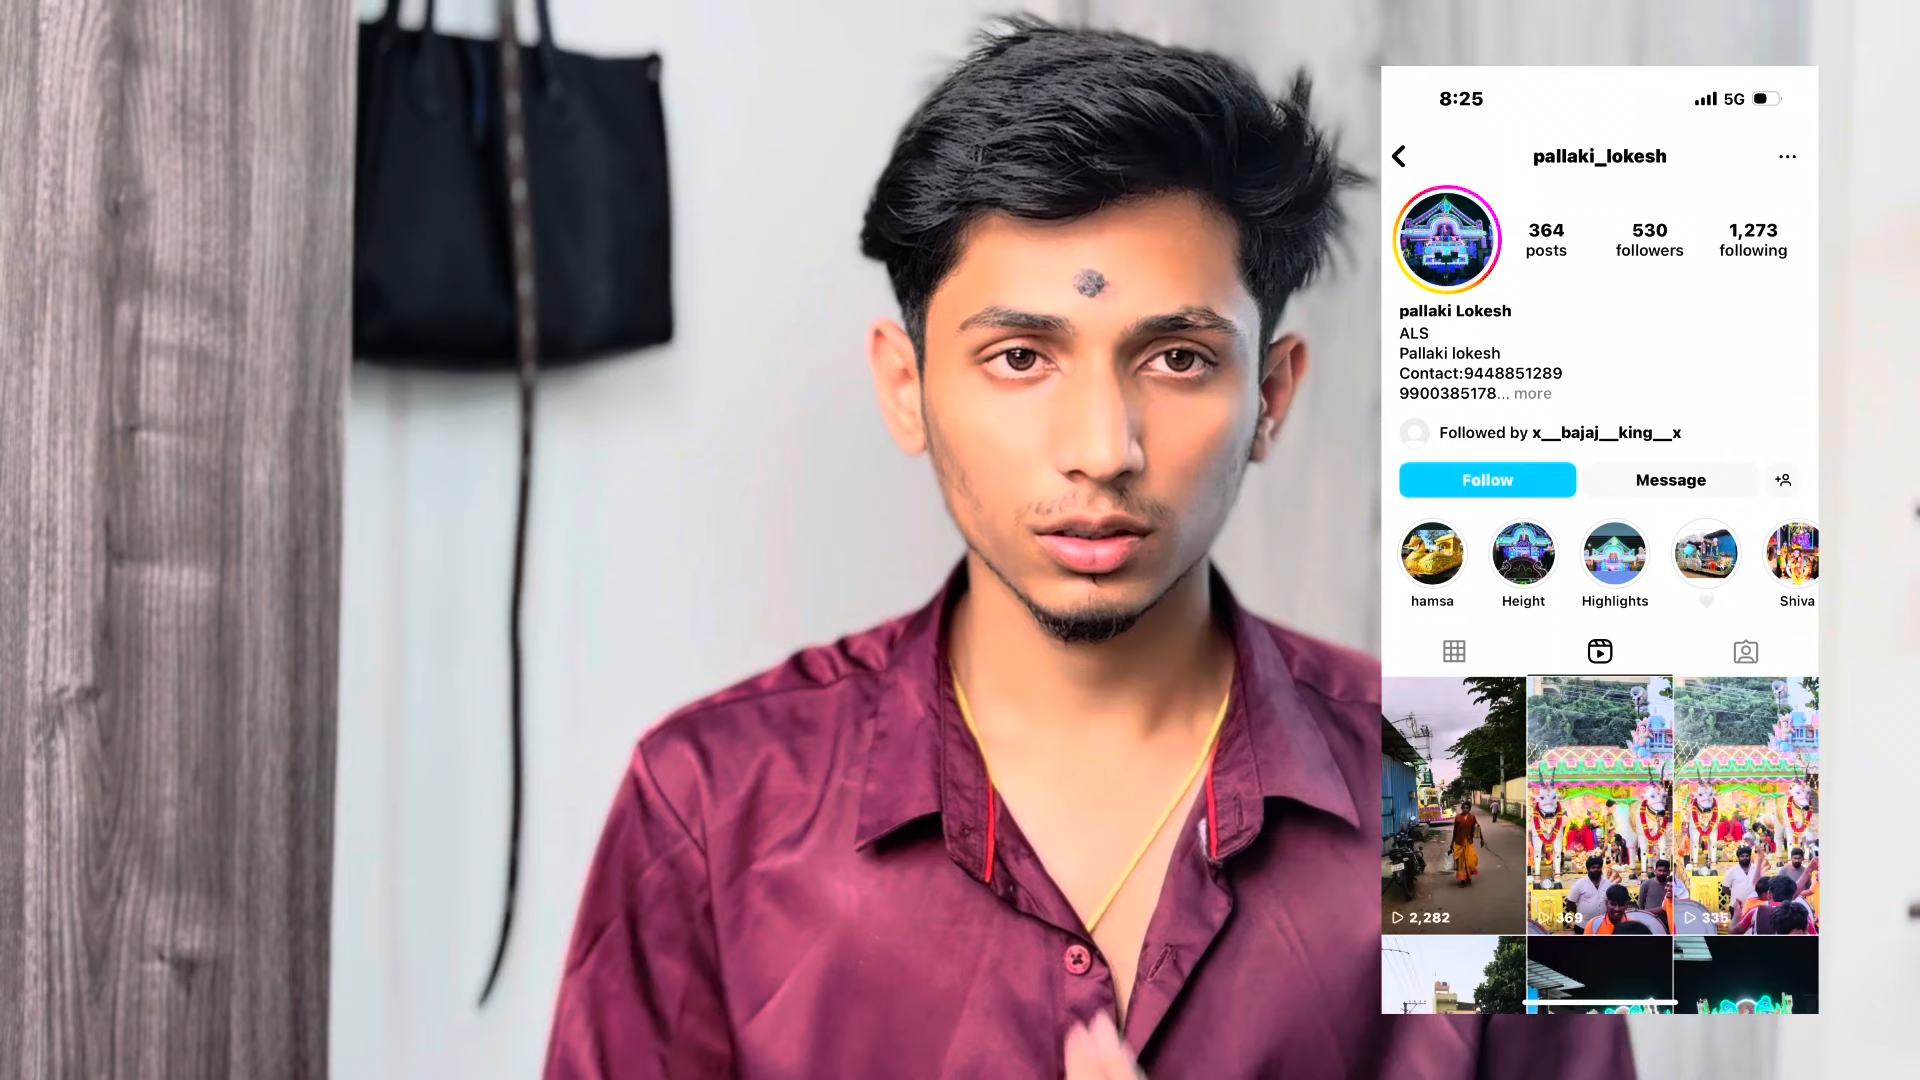 8:25
5G
pallaki_lokesh
364 posts
530 followers
1,273 following
pallaki Lokesh
ALS
Pallaki lokesh
Contact:9448851289
9900385178... more
Followed by x__bajaj__king__x
Follow
Message
hamsa
Height
Highlights
🤍
Shiva
2,282
369
335